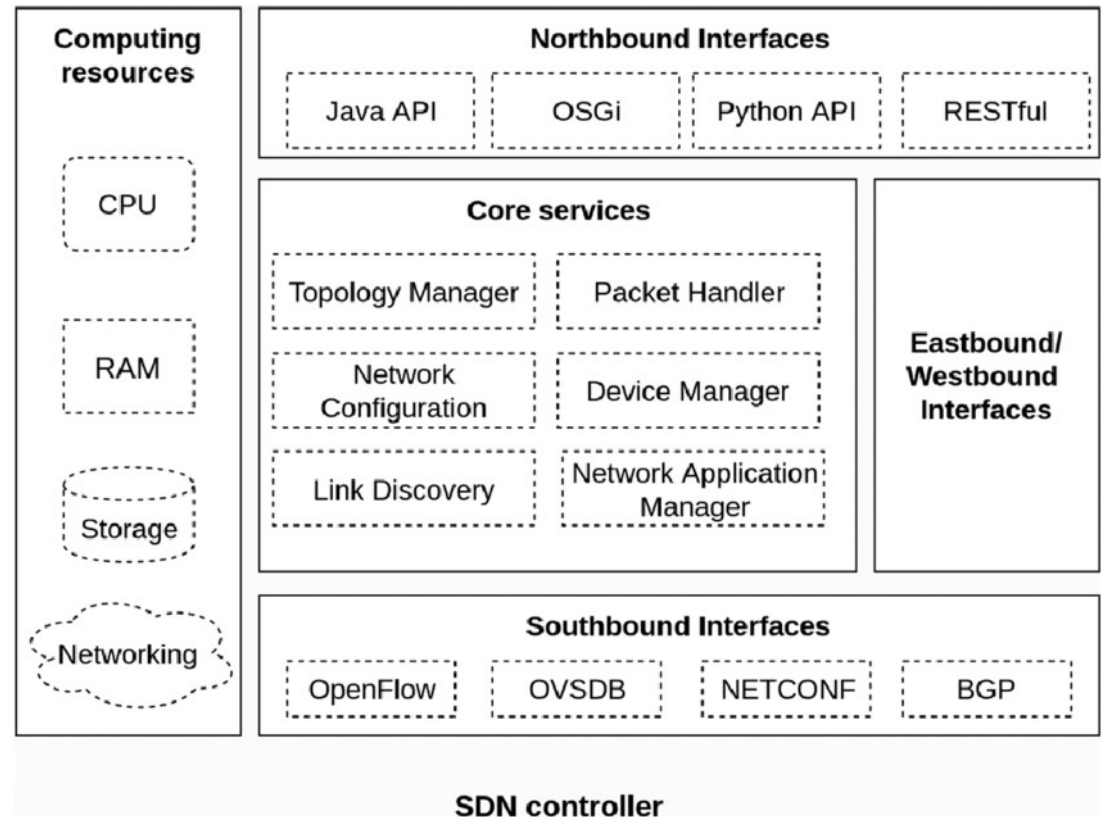 Computing
resources
CPU
RAM
Storage
Networking
Northbound Interfaces
Java API
OSGi
Python API
RESTful
Core services
Topology Manager
Packet Handler
Network
Configuration
Device Manager
Link Discovery
Network Application
Manager
Eastbound/
Westbound
Interfaces
Southbound Interfaces
OpenFlow
OVSDB
NETCONF
BGP
SDN controller